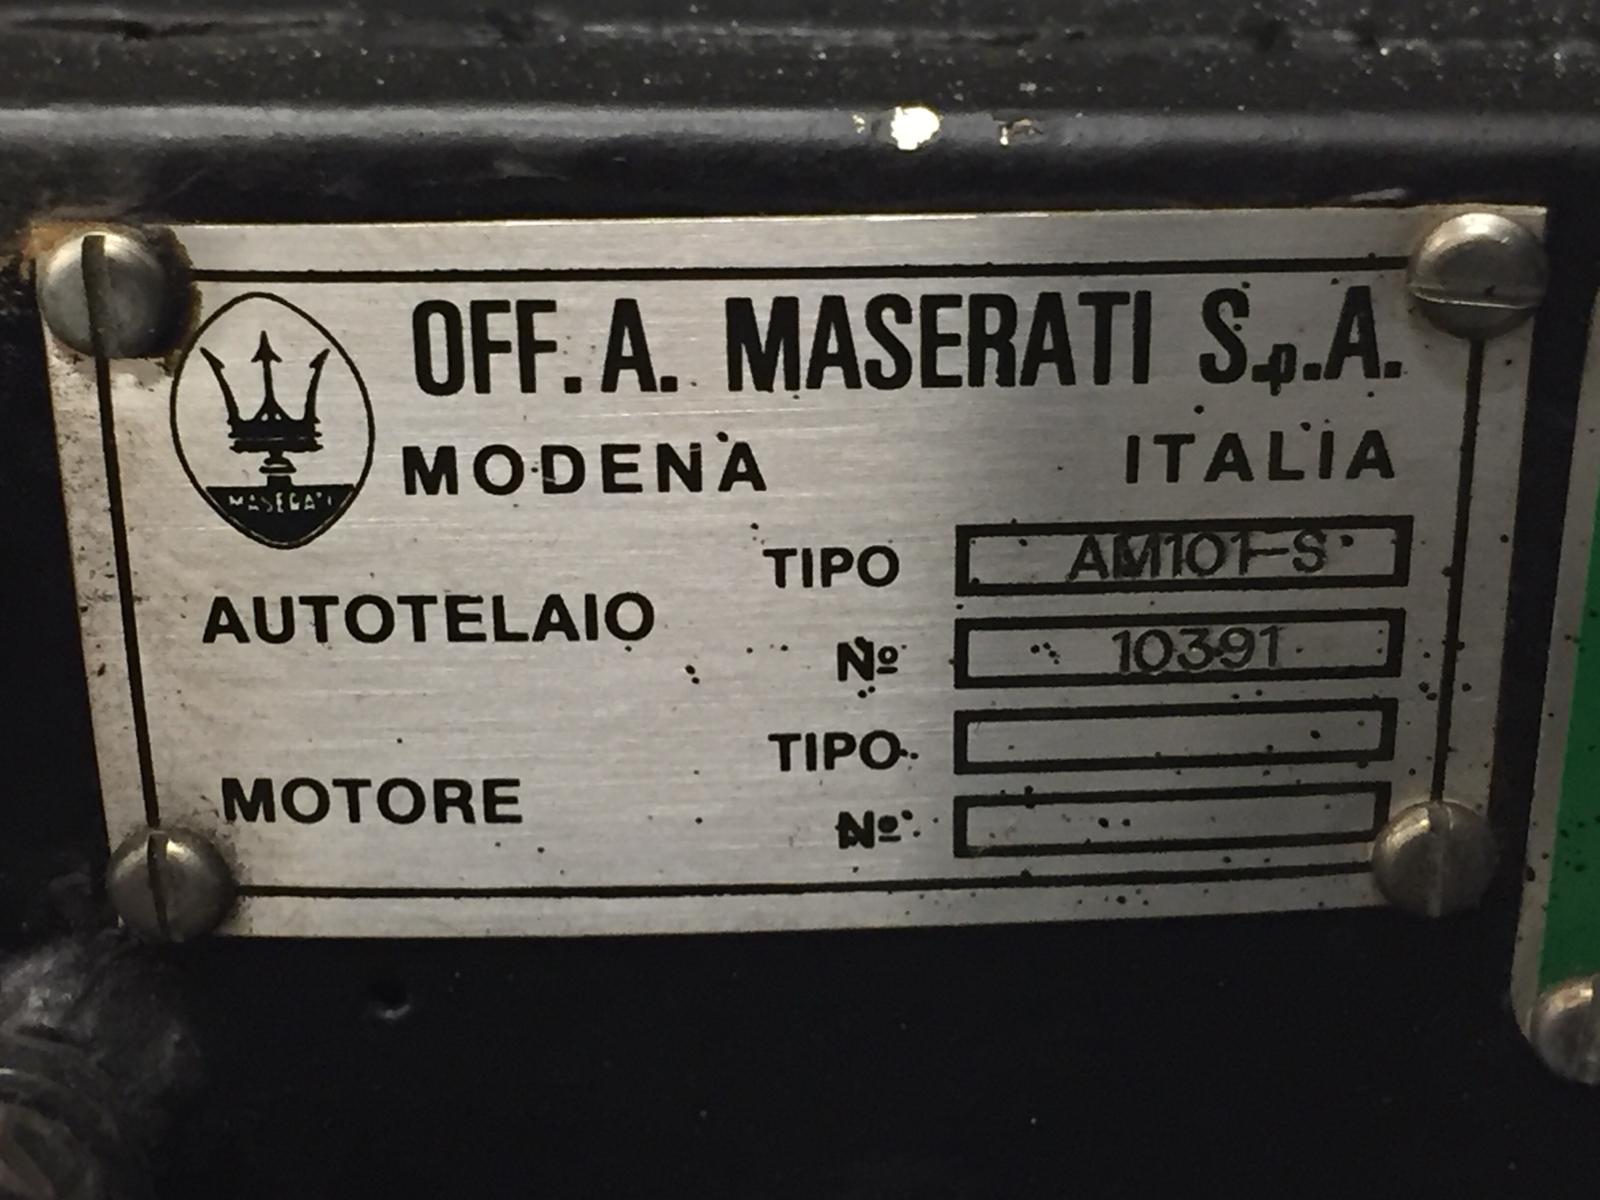 OFF. A. MASERATI S.p.A.
MASERATI
MODENA ITALIA
TIPO AM101-S
AUTOTELAIO
Nº 10391
TIPO
MOTORE
Nº